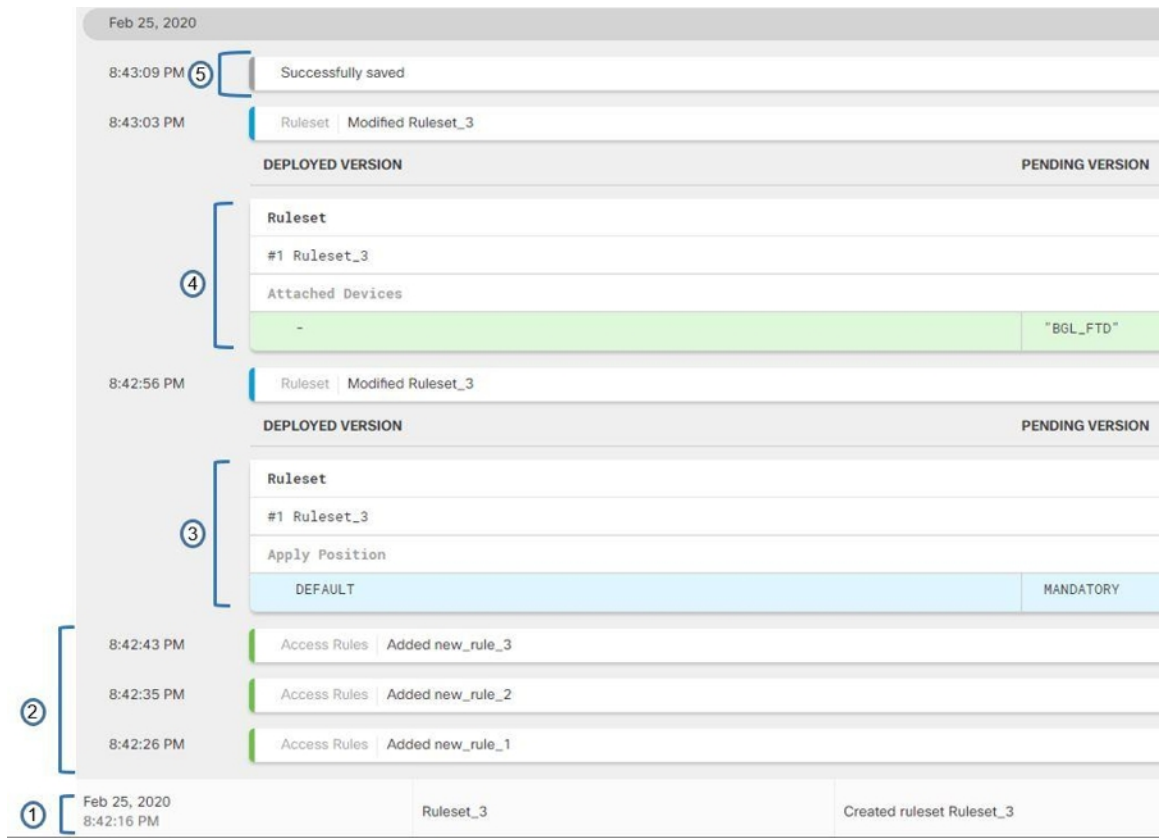 Feb 25, 2020
8:43:09 PM 5 Successfully saved
8:43:03 PM Ruleset Modified Ruleset_3
DEPLOYED VERSION PENDING VERSION
Ruleset
#1 Ruleset_3
4
Attached Devices
- "BGL_FTD"
8:42:56 PM Ruleset Modified Ruleset_3
DEPLOYED VERSION PENDING VERSION
Ruleset
#1 Ruleset_3
3
Apply Position
DEFAULT MANDATORY
8:42:43 PM Access Rules Added new_rule_3
8:42:35 PM Access Rules Added new_rule_2
2
8:42:26 PM Access Rules Added new_rule_1
1
Feb 25, 2020
8:42:16 PM Ruleset_3 Created ruleset Ruleset_3